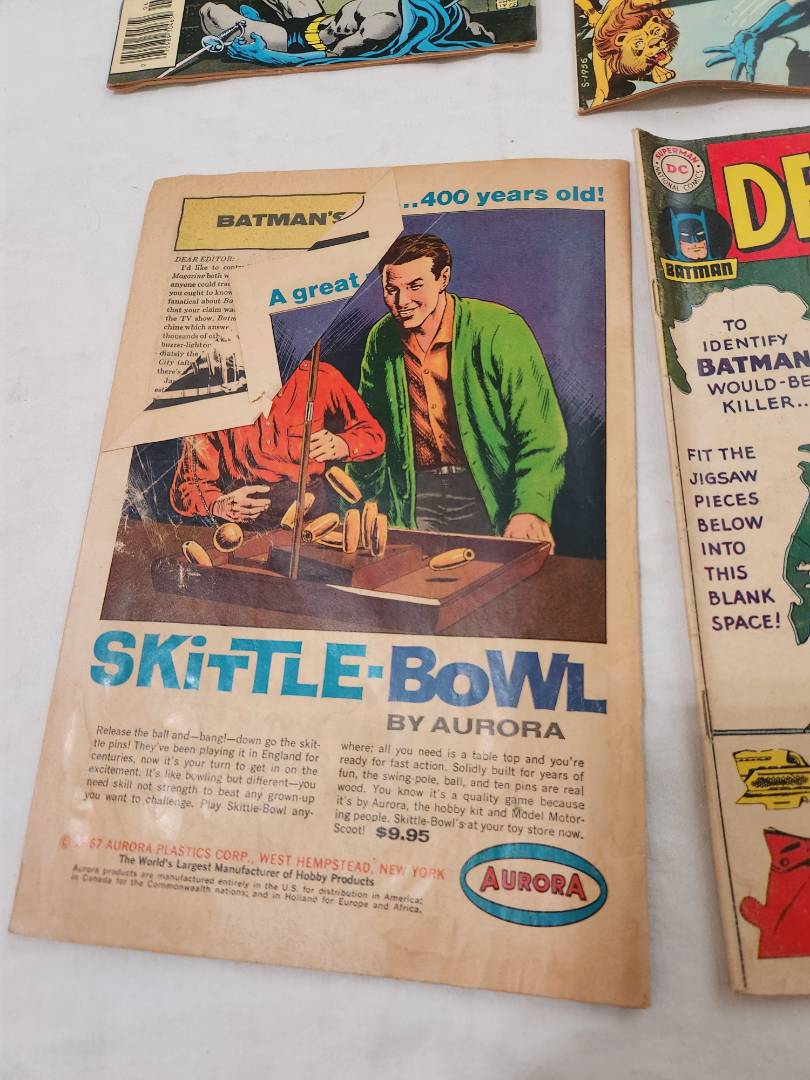 S-1956
BATMAN'S
..400 years old!
DEAR EDITOR:
I'd like to
Magazine both
anyone could
you ought to know
fanatical about
that your claim
the TV show,
chine which answe
thousands of
City
there's
A great
SKITTLE-BOWL
BY AURORA
Release the ball and—bang!—down go the skit-
tle pins! They've been playing it in England for
centuries, now it's your turn to get in on the
excitement. It's like bowling but different—you
need skill not strength to beat any grown-up
you want to challenge. Play Skittle-Bowl any-
where; all you need is a table top and you're
ready for fast action. Solidly built for years of
fun, the swing-pole, ball, and ten pins are real
wood. You know it's a quality game because
it's by Aurora, the hobby kit and Model Motor-
ing people. Skittle-Bowl's at your toy store now.
Scoot! $9.95
© 1967 AURORA PLASTICS CORP., WEST HEMPSTEAD, NEW YORK
The World's Largest Manufacturer of Hobby Products
Aurora products are manufactured entirely in the U.S. for distribution in America;
in Canada for the Commonwealth nations; and in Holland for Europe and Africa.
AURORA
SUPERMAN
DC
NATIONAL COMICS
BATMAN
DE
TO
IDENTIFY
BATMAN
WOULD-BE
KILLER..
FIT THE
JIGSAW
PIECES
BELOW
INTO
THIS
BLANK
SPACE!